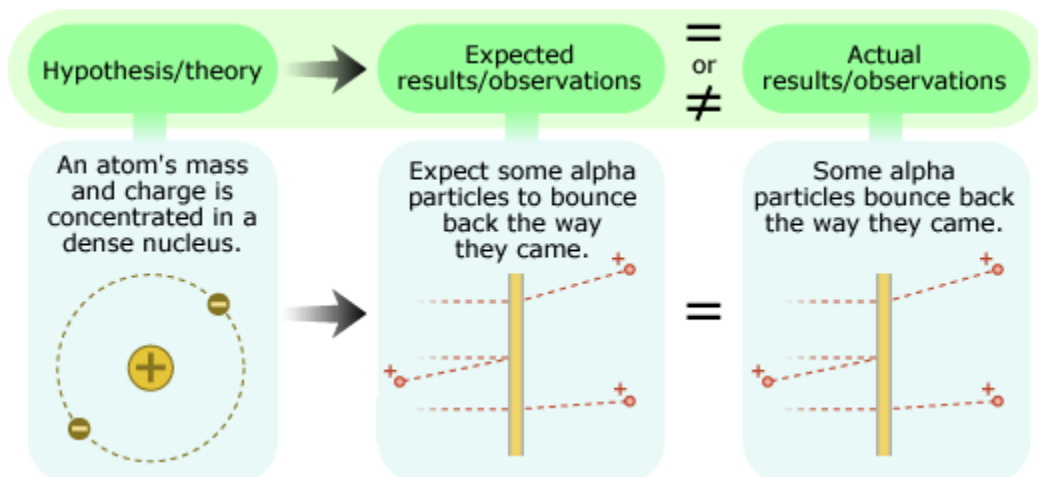 Hypothesis/theory
Expected
results/observations
=
or
≠
Actual
results/observations
An atom's mass
and charge is
concentrated in a
dense nucleus.
Expect some alpha
particles to bounce
back the way
they came.
Some alpha
particles bounce back
the way they came.
+
−
−
+
+
+
=
+
+
+